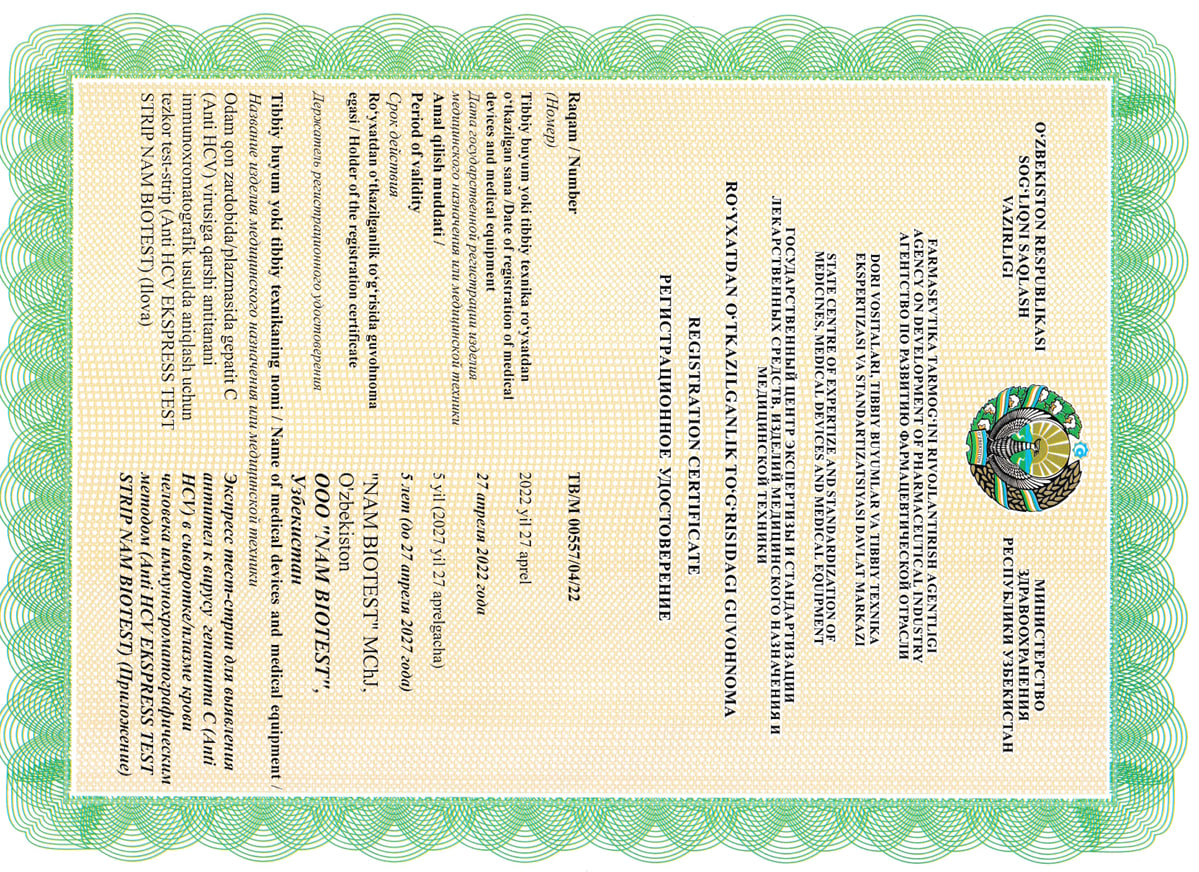 O‘ZBEKISTON RESPUBLIKASI
SOG‘LIQNI SAQLASH
VAZIRLIGI
МИНИСТЕРСТВО
ЗДРАВООХРАНЕНИЯ
РЕСПУБЛИКИ УЗБЕКИСТАН
FARMASEVTIKA TARMOG‘INI RIVOJLANTIRISH AGENTLIGI
AGENCY ON DEVELOPMENT OF PHARMACEUTICAL INDUSTRY
АГЕНТСТВО ПО РАЗВИТИЮ ФАРМАЦЕВТИЧЕСКОЙ ОТРАСЛИ
DORI VOSITALARI, TIBBIY BUYUMLAR VA TIBBIY TEXNIKA
EKSPERTIZASI VA STANDARTIZATSIYASI DAVLAT MARKAZI
STATE CENTRE OF EXPERTIZE AND STANDARDIZATION OF
MEDICINES, MEDICAL DEVICES AND MEDICAL EQUIPMENT
ГОСУДАРСТВЕННЫЙ ЦЕНТР ЭКСПЕРТИЗЫ И СТАНДАРТИЗАЦИИ
ЛЕКАРСТВЕННЫХ СРЕДСТВ, ИЗДЕЛИЙ МЕДИЦИНСКОГО НАЗНАЧЕНИЯ И
МЕДИЦИНСКОЙ ТЕХНИКИ
RO‘YXATDAN O‘TKAZILGANLIK TO‘G‘RISIDAGI GUVOHNOMA
REGISTRATION CERTIFICATE
РЕГИСТРАЦИОННОЕ УДОСТОВЕРЕНИЕ
Raqam / Number
(Номер)
TB/M 00557/04/22
Tibbiy buyum yoki tibbiy texnika ro‘yxatdan
o‘tkazilgan sana /Date of registration of medical
devices and medical equipment
Дата государственной регистрации изделия
медицинского назначения или медицинской техники
2022 yil 27 aprel
27 апреля 2022 года
Amal qilish muddati /
Period of validity
Срок действия
5 yil (2027 yil 27 aprelgacha)
5 лет (до 27 апреля 2027 года)
Ro‘yxatdan o‘tkazilganlik to‘g‘risida guvohnoma
egasi / Holder of the registration certificate
Держатель регистрационного удостоверения
"NAM BIOTEST" MChJ,
O'zbekiston
ООО "NAM BIOTEST",
Узбекистан
Tibbiy buyum yoki tibbiy texnikaning nomi / Name of medical devices and medical equipment /
Название изделия медицинского назначения или медицинской техники
Odam qon zardobida/plazmasida gepatit C
(Anti HCV) virusiga qarshi antitanani
immunoxromatografik usulda aniqlash uchun
tezkor test-strip (Anti HCV EKSPRESS TEST
STRIP NAM BIOTEST) (Ilova)
Экспресс тест-стрип для выявления
антител к вирусу гепатита С (Anti
HCV) в сыворотке/плазме крови
человека иммунохроматографическим
методом (Anti HCV EKSPRESS TEST
STRIP NAM BIOTEST) (Приложение)